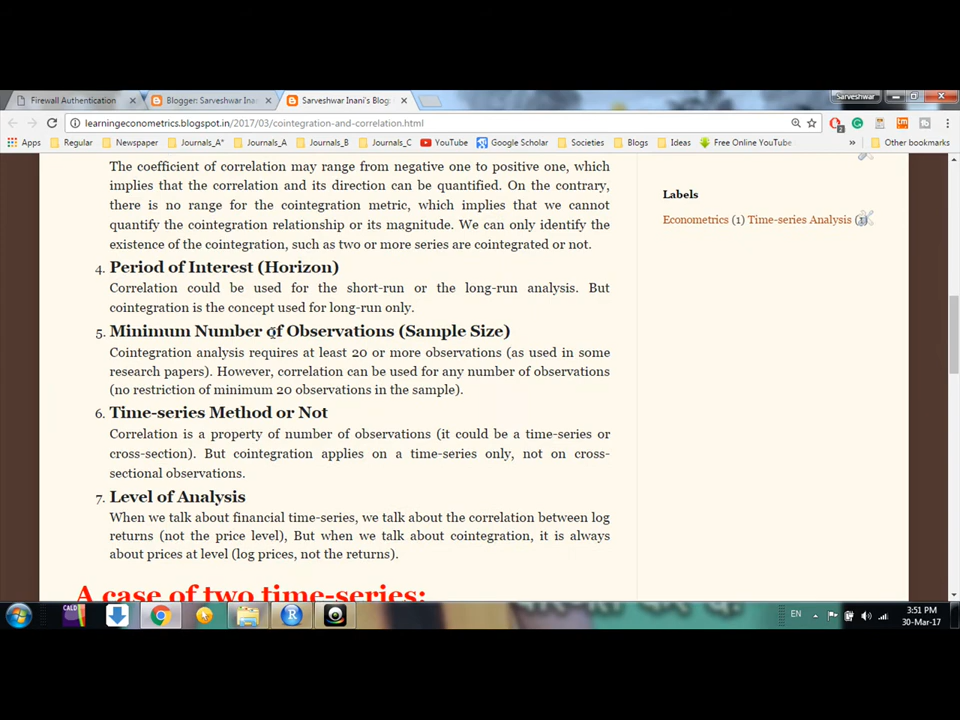 Firewall Authentication
Blogger: Sarveshwar Inani
Sarveshwar Inani's Blog:
Sarveshwar
learningeconometrics.blogspot.in/2017/03/cointegration-and-correlation.html
2
Apps Regular Newspaper Journals_A* Journals_A Journals_B Journals_C YouTube Google Scholar Societies Blogs Ideas tm Free Online YouTube » Other bookmarks
The coefficient of correlation may range from negative one to positive one, which
implies that the correlation and its direction can be quantified. On the contrary,
there is no range for the cointegration metric, which implies that we cannot
quantify the cointegration relationship or its magnitude. We can only identify the
existence of the cointegration, such as two or more series are cointegrated or not.
4. Period of Interest (Horizon)
Correlation could be used for the short-run or the long-run analysis. But
cointegration is the concept used for long-run only.
5. Minimum Number of Observations (Sample Size)
Cointegration analysis requires at least 20 or more observations (as used in some
research papers). However, correlation can be used for any number of observations
(no restriction of minimum 20 observations in the sample).
6. Time-series Method or Not
Correlation is a property of number of observations (it could be a time-series or
cross-section). But cointegration applies on a time-series only, not on cross-
sectional observations.
7. Level of Analysis
When we talk about financial time-series, we talk about the correlation between log
returns (not the price level), But when we talk about cointegration, it is always
about prices at level (log prices, not the returns).
A case of two time-series:
Labels
Econometrics (1) Time-series Analysis (1)
CALD
R
EN
3:51 PM
30-Mar-17